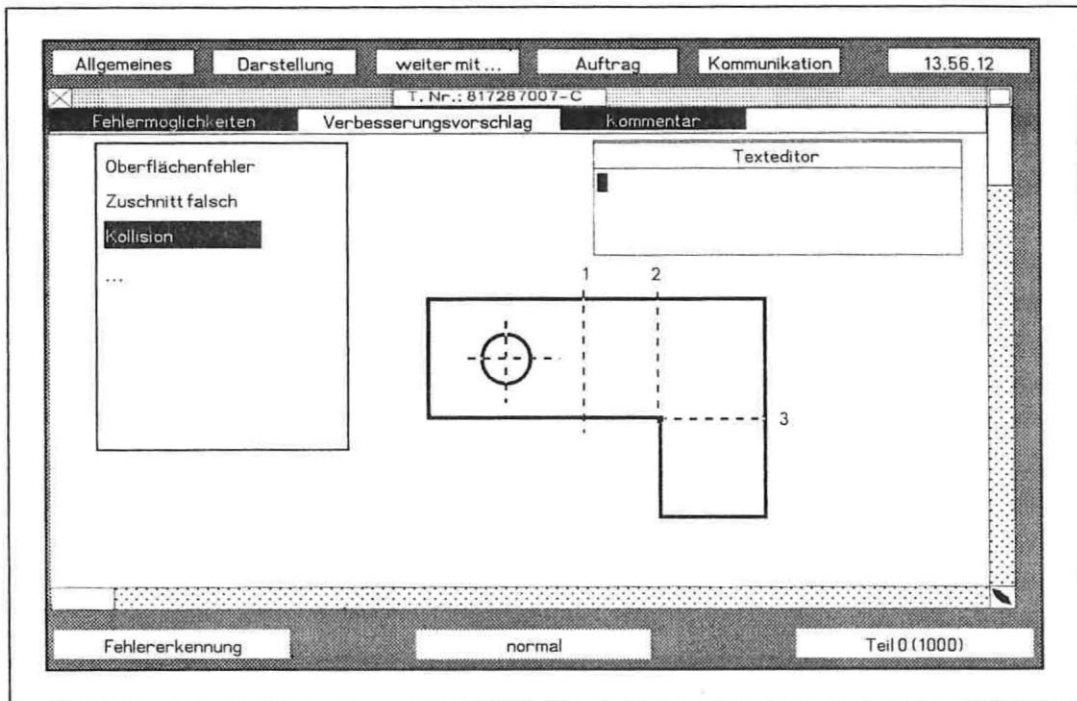 Allgemeines Darstellung weiter mit ... Auftrag Kommunikation 13.56.12
T. Nr.: 817287007-C
Fehlermöglichkeiten Verbesserungsvorschlag Kommentar
Texteditor
Oberflächenfehler
Zuschnitt falsch
Kollision
...
1 2
3
Fehlererkennung normal Teil 0 (1000)